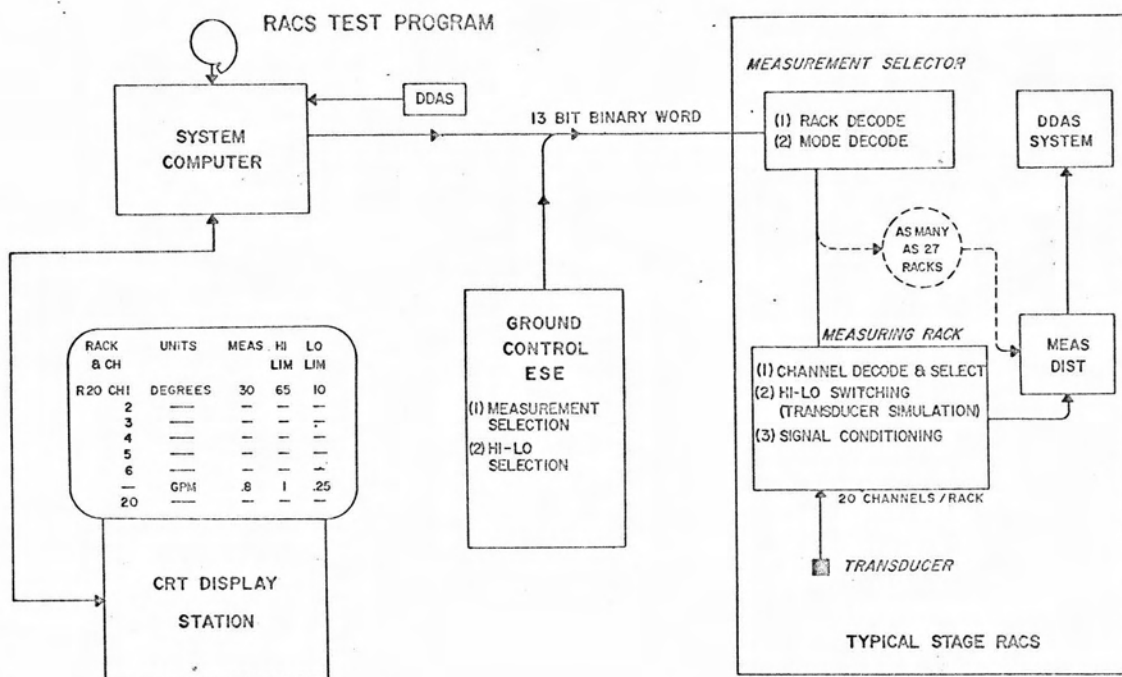 RACS TEST PROGRAM
SYSTEM
COMPUTER
DDAS
13 BIT BINARY WORD
MEASUREMENT SELECTOR
(1) RACK DECODE
(2) MODE DECODE
DDAS
SYSTEM
AS MANY
AS 27
RACKS
GROUND
CONTROL
ESE
(1) MEASUREMENT
SELECTION
(2) HI-LO
SELECTION
MEASURING RACK
(1) CHANNEL DECODE & SELECT
(2) HI-LO SWITCHING
(TRANSDUCER SIMULATION)
(3) SIGNAL CONDITIONING
20 CHANNELS/RACK
MEAS
DIST
TRANSDUCER
TYPICAL STAGE RACS
RACK UNITS MEAS. HI LO
& CH LIM LIM
R20 CH1 DEGREES 30 65 10
2 — — — —
3 — — — —
4 — — — —
5 — — — —
6 — — — —
— GPM .8 1 .25
20 — — — —
CRT DISPLAY
STATION